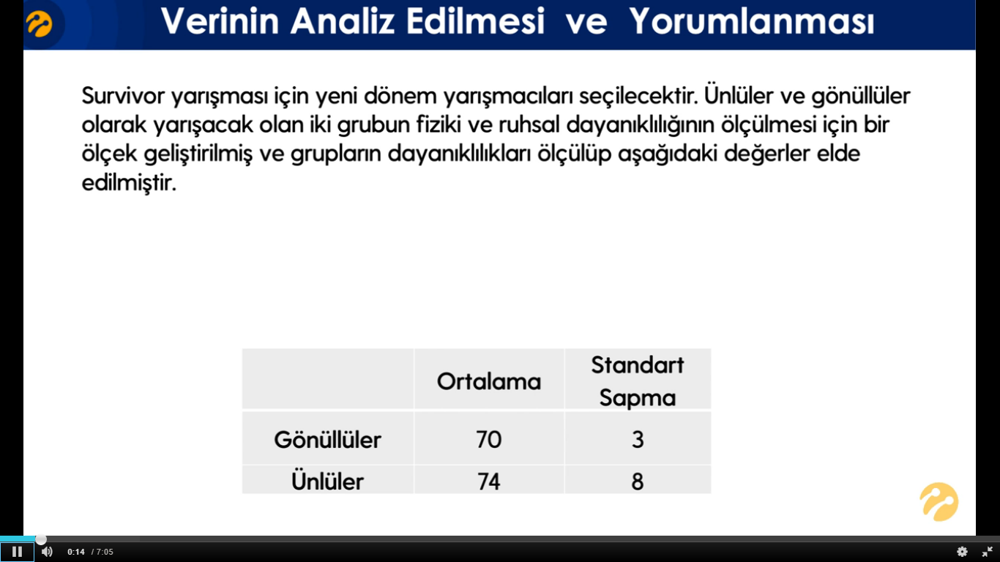 Verinin Analiz Edilmesi ve Yorumlanması
Survivor yarışması için yeni dönem yarışmacıları seçilecektir. Ünlüler ve gönüllüler
olarak yarışacak olan iki grubun fiziki ve ruhsal dayanıklılığının ölçülmesi için bir
ölçek geliştirilmiş ve grupların dayanıklılıkları ölçülüp aşağıdaki değerler elde
edilmiştir.
Ortalama Standart Sapma
Gönüllüler 70 3
Ünlüler 74 8
0:14 / 7:05